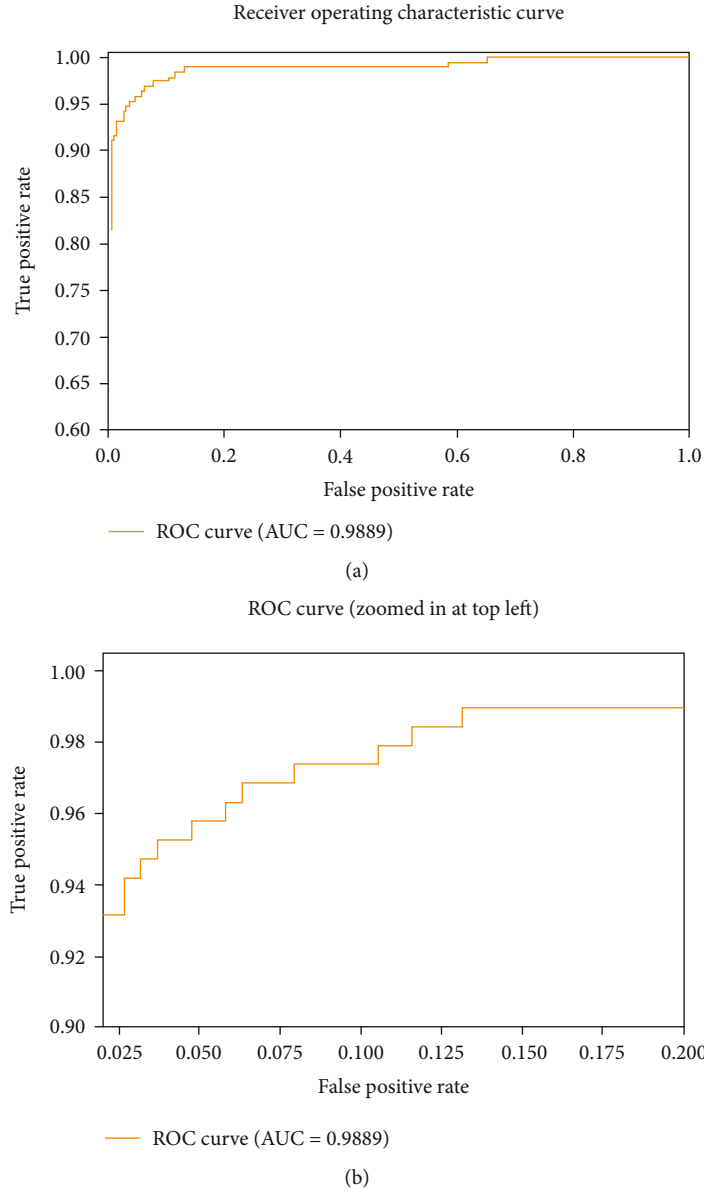 Receiver operating characteristic curve
1.00
0.95
0.90
0.85
0.80
0.75
0.70
0.65
0.60
True positive rate
0.0 0.2 0.4 0.6 0.8 1.0
False positive rate
ROC curve (AUC = 0.9889)
(a)
ROC curve (zoomed in at top left)
1.00
0.98
0.96
0.94
0.92
0.90
True positive rate
0.025 0.050 0.075 0.100 0.125 0.150 0.175 0.200
False positive rate
ROC curve (AUC = 0.9889)
(b)